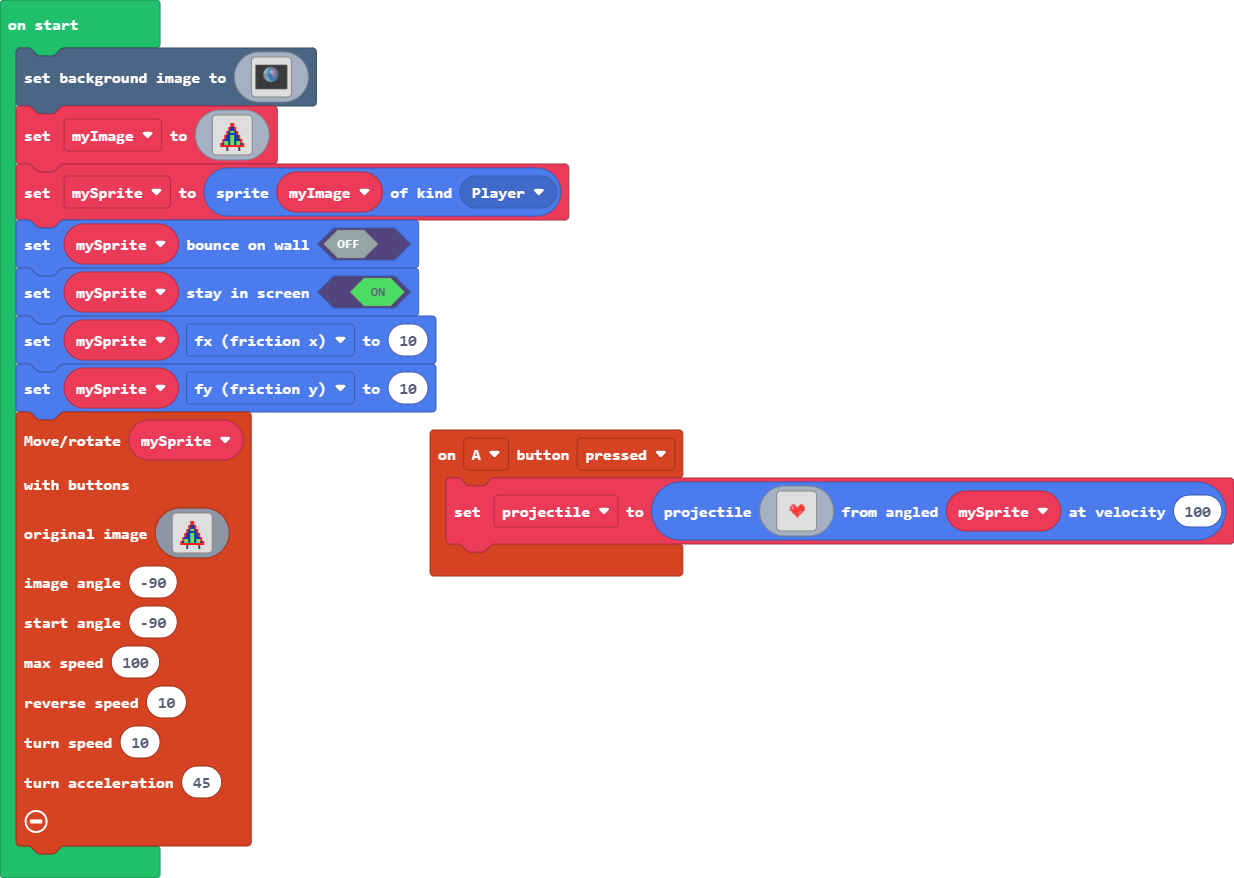 on start
set background image to
set myImage to
set mySprite to sprite myImage of kind Player
set mySprite bounce on wall OFF
set mySprite stay in screen ON
set mySprite fx (friction x) to 10
set mySprite fy (friction y) to 10
Move/rotate mySprite
with buttons
original image
image angle -90
start angle -90
max speed 100
reverse speed 10
turn speed 10
turn acceleration 45
on A button pressed
set projectile to projectile from angled mySprite at velocity 100